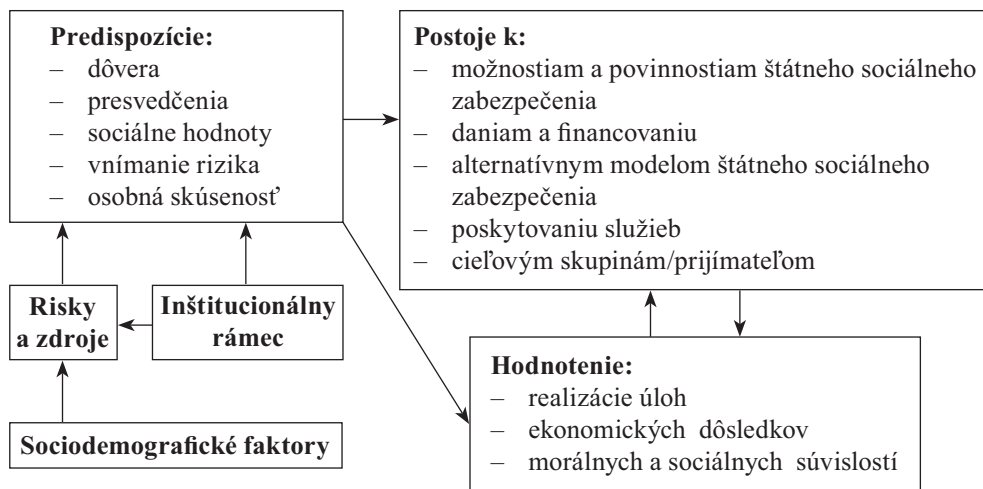 Predispozície:
– dôvera
– presvedčenia
– sociálne hodnoty
– vnímanie rizika
– osobná skúsenosť
Postoje k:
– možnostiam a povinnostiam štátneho sociálneho
zabezpečenia
– daniam a financovaniu
– alternatívnym modelom štátneho sociálneho
zabezpečenia
– poskytovaniu služieb
– cieľovým skupinám/prijímateľom
Risky
a zdroje
Inštitucionálny
rámec
Sociodemografické faktory
Hodnotenie:
– realizácie úloh
– ekonomických dôsledkov
– morálnych a sociálnych súvislostí